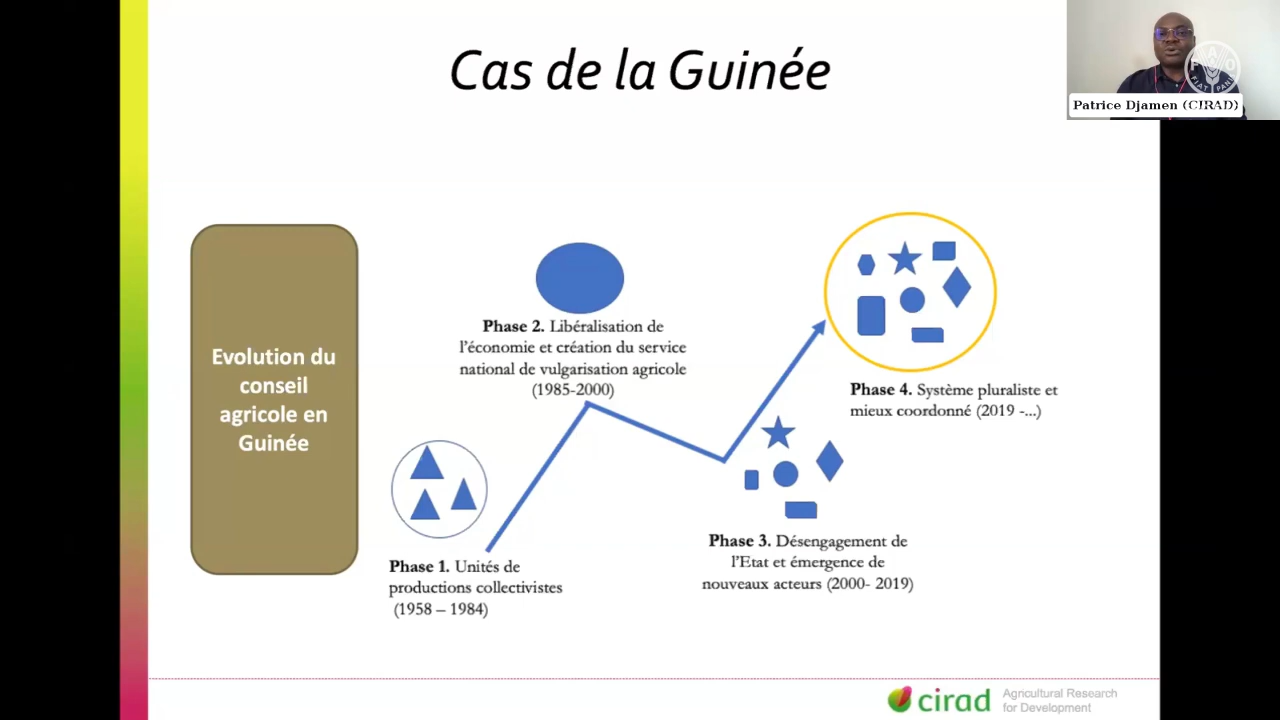 Cas de la Guinée
FAO
FIAT PANIS
Patrice Djamen (CIRAD)
Evolution du
conseil
agricole en
Guinée
Phase 2. Libéralisation de
l'économie et création du service
national de vulgarisation agricole
(1985-2000)
Phase 4. Système pluraliste et
mieux coordonné (2019 -...)
Phase 3. Désengagement de
l'Etat et émergence de
nouveaux acteurs (2000- 2019)
Phase 1. Unités de
productions collectivistes
(1958 – 1984)
cirad
Agricultural Research
for Development